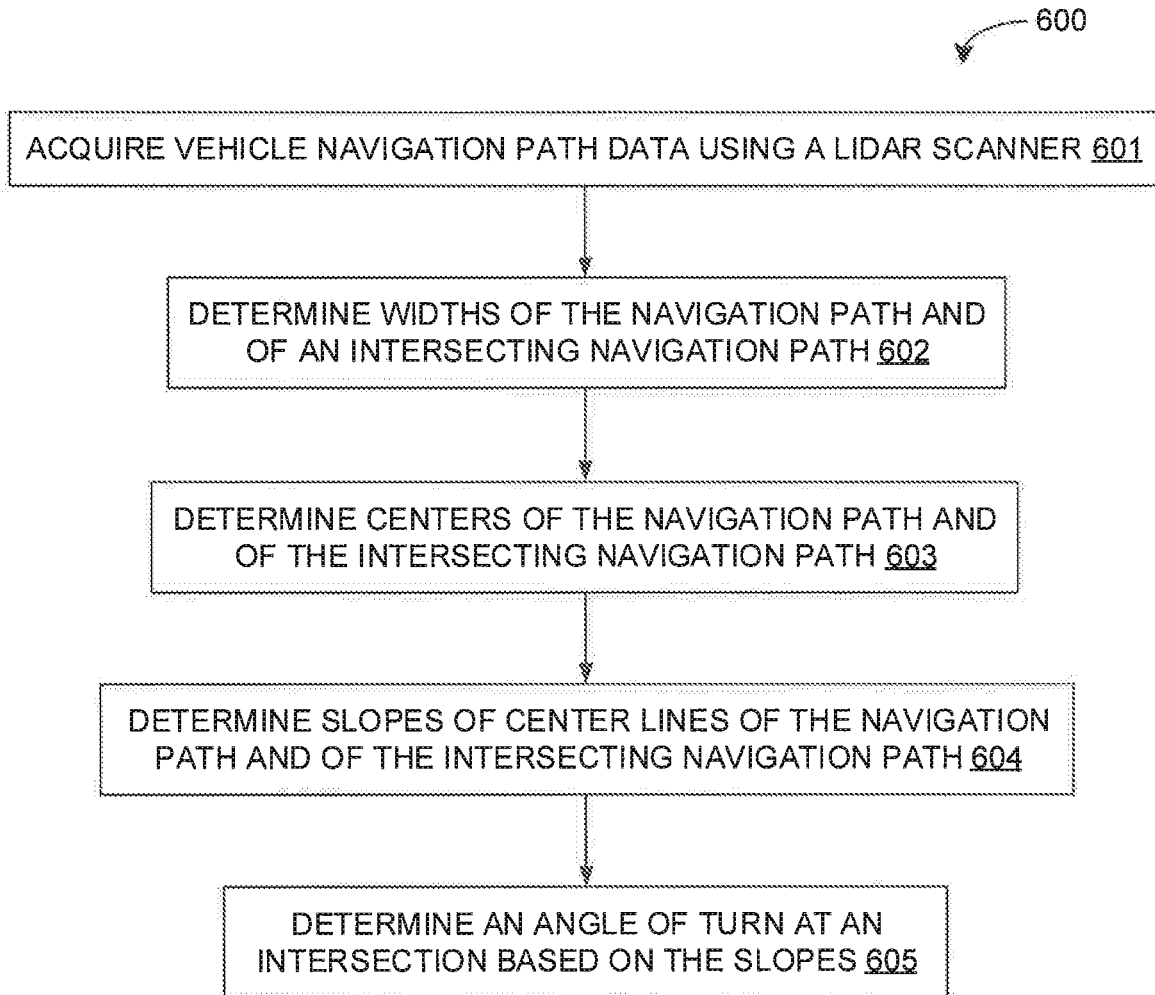 600
ACQUIRE VEHICLE NAVIGATION PATH DATA USING A LIDAR SCANNER 601
DETERMINE WIDTHS OF THE NAVIGATION PATH AND
OF AN INTERSECTING NAVIGATION PATH 602
DETERMINE CENTERS OF THE NAVIGATION PATH AND
OF THE INTERSECTING NAVIGATION PATH 603
DETERMINE SLOPES OF CENTER LINES OF THE NAVIGATION
PATH AND OF THE INTERSECTING NAVIGATION PATH 604
DETERMINE AN ANGLE OF TURN AT AN
INTERSECTION BASED ON THE SLOPES 605